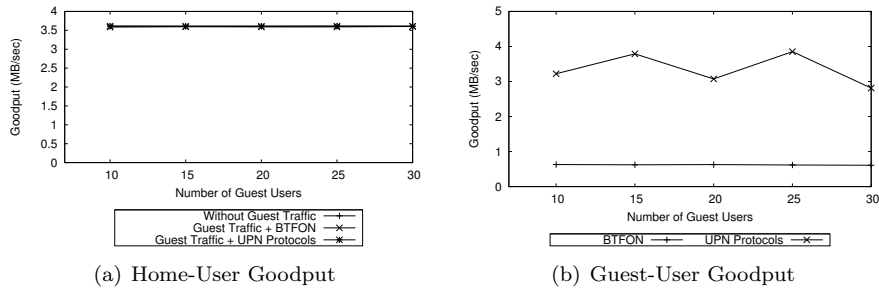 4
3.5
3
2.5
2
1.5
1
0.5
0
Goodput (MB/sec)
10 15 20 25 30
Number of Guest Users
Without Guest Traffic
Guest Traffic + BTFON
Guest Traffic + UPN Protocols
(a) Home-User Goodput
5
4
3
2
1
0
Goodput (MB/sec)
10 15 20 25 30
Number of Guest Users
BTFON UPN Protocols
(b) Guest-User Goodput